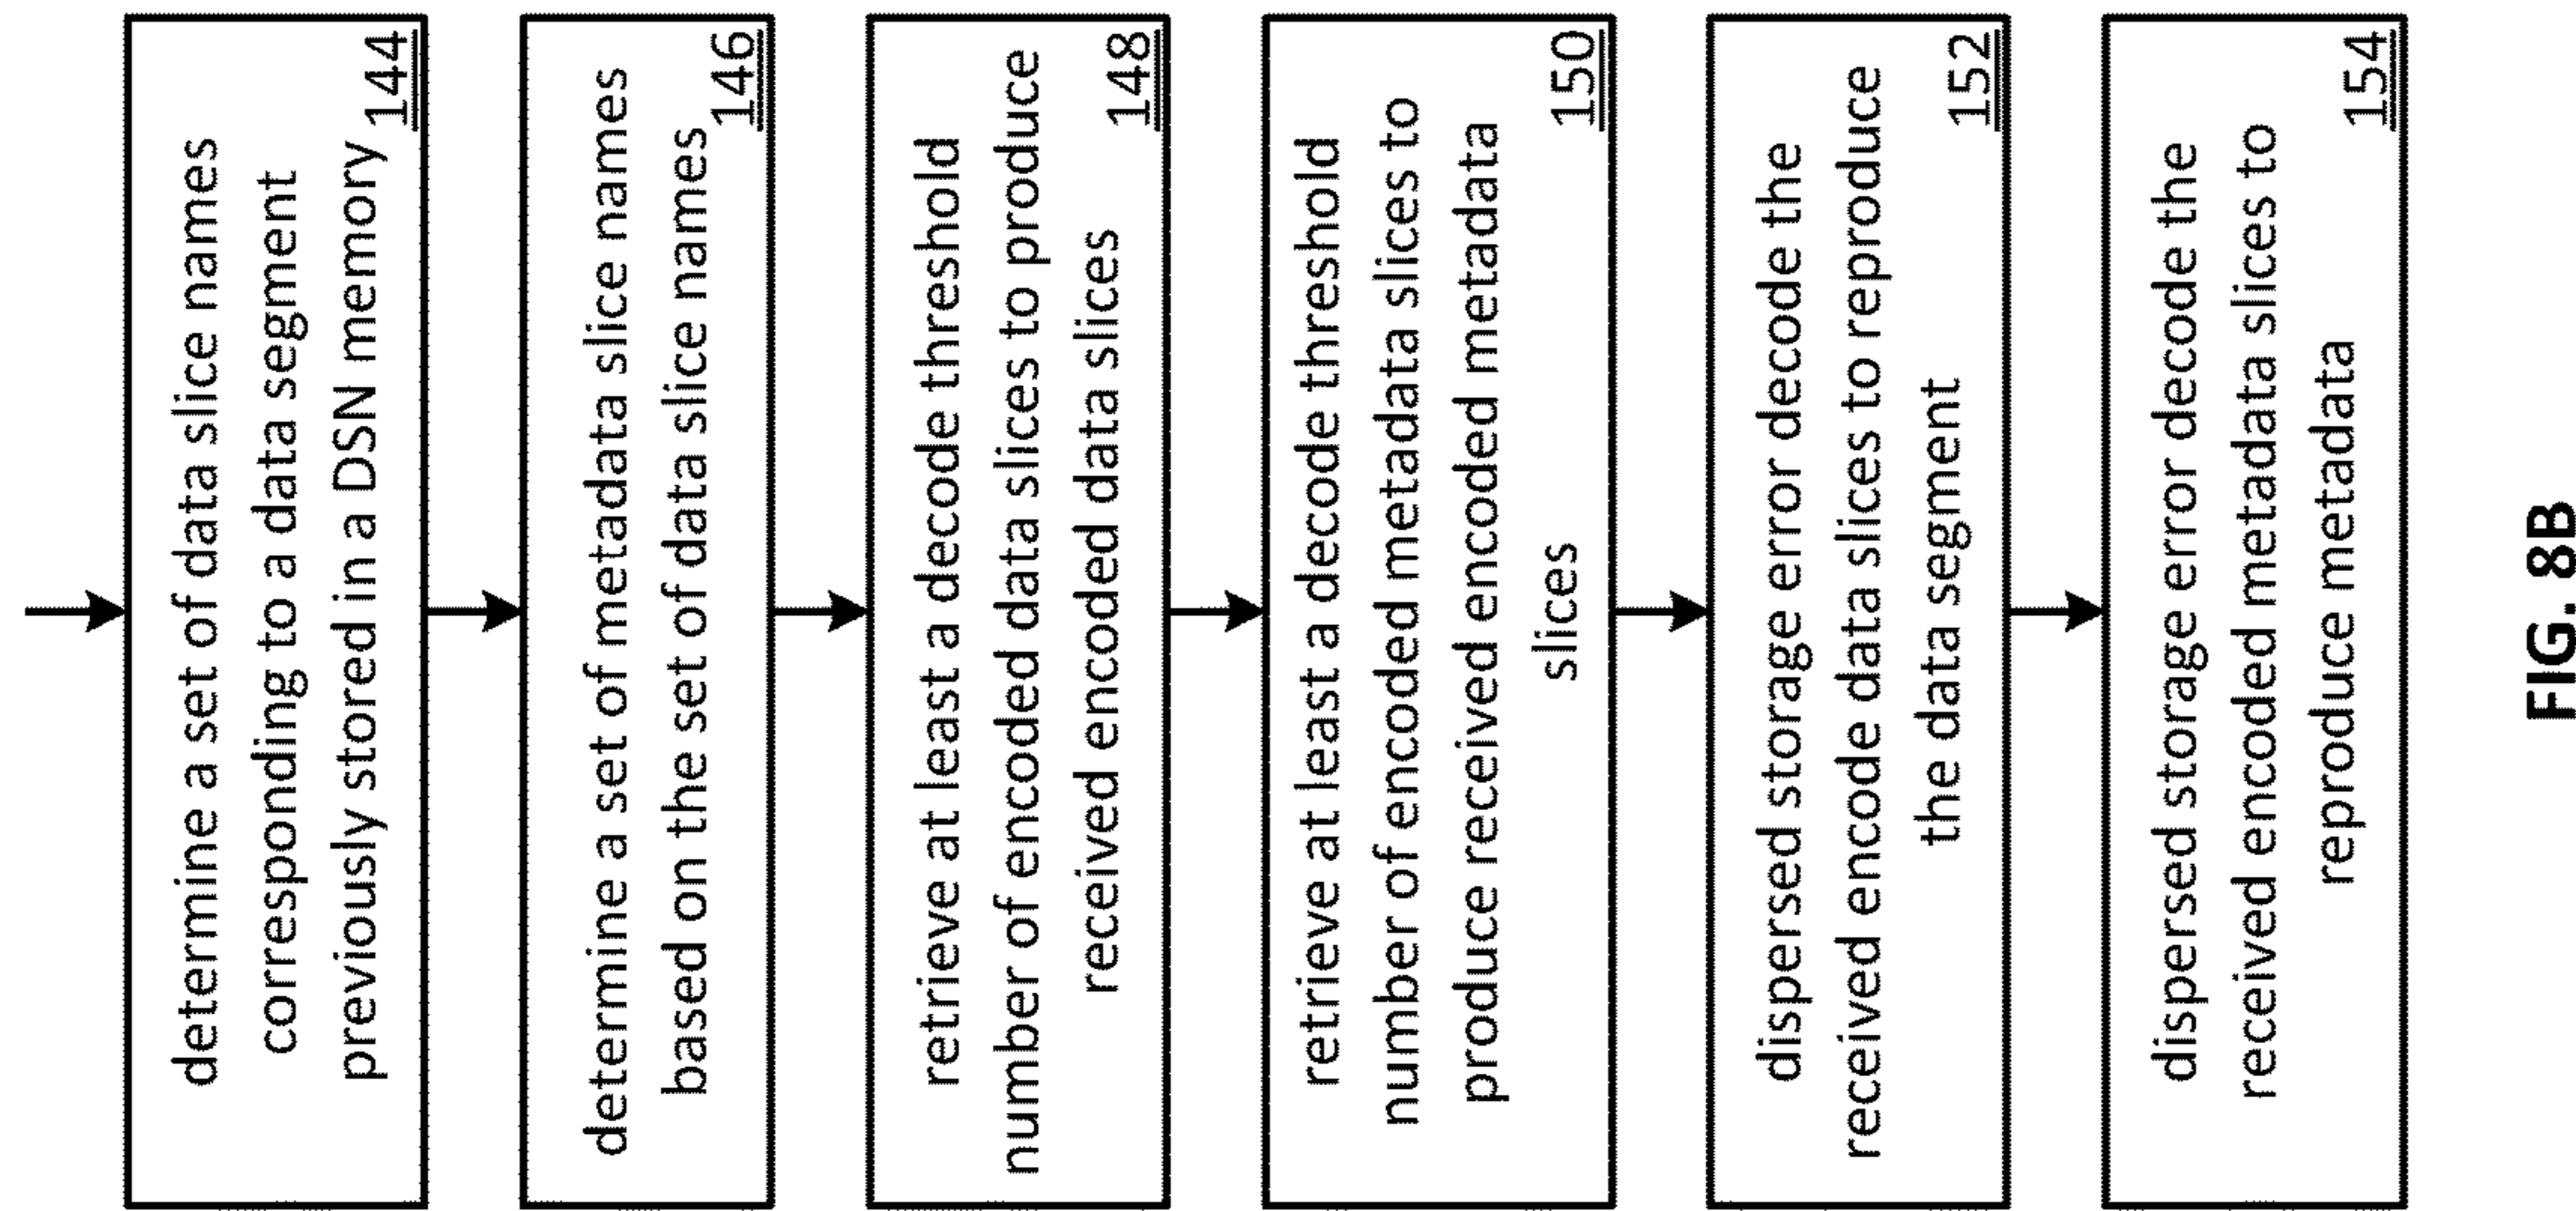 determine a set of data slice names
corresponding to a data segment
previously stored in a DSN memory
144
determine a set of metadata slice names
based on the set of data slice names
146
retrieve at least a decode threshold
number of encoded data slices to produce
received encoded data slices
148
retrieve at least a decode threshold
number of encoded metadata slices to
produce received encoded metadata
slices
150
dispersed storage error decode the
received encode data slices to reproduce
the data segment
152
dispersed storage error decode the
received encoded metadata slices to
reproduce metadata
154
FIG. 8B